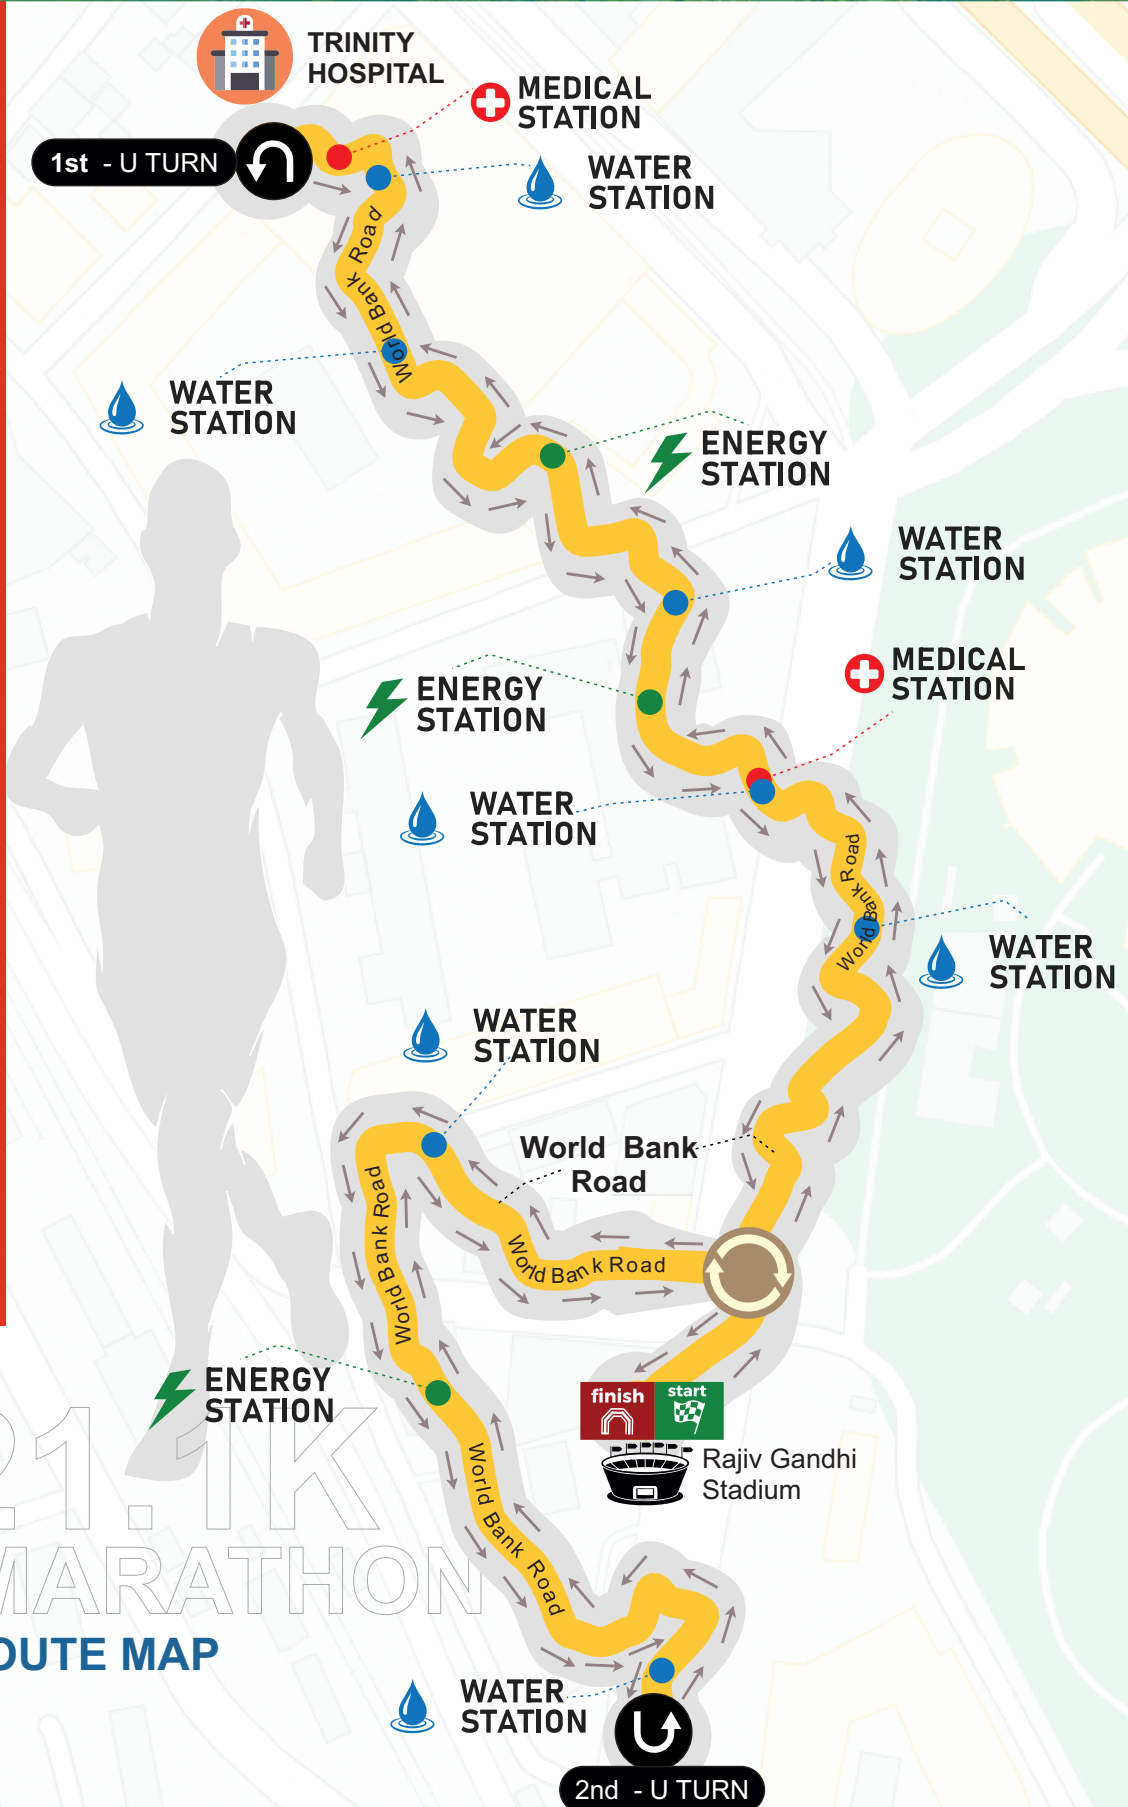 TRINITY
HOSPITAL
MEDICAL
STATION
1st - U TURN
WATER
STATION
World Bank Road
WATER
STATION
ENERGY
STATION
WATER
STATION
MEDICAL
STATION
ENERGY
STATION
WATER
STATION
World Bank Road
WATER
STATION
WATER
STATION
World Bank
Road
World Bank Road
World Bank Road
ENERGY
STATION
finish
start
Rajiv Gandhi
Stadium
World Bank Road
21.1K
MARATHON
OUTE MAP
WATER
STATION
2nd - U TURN